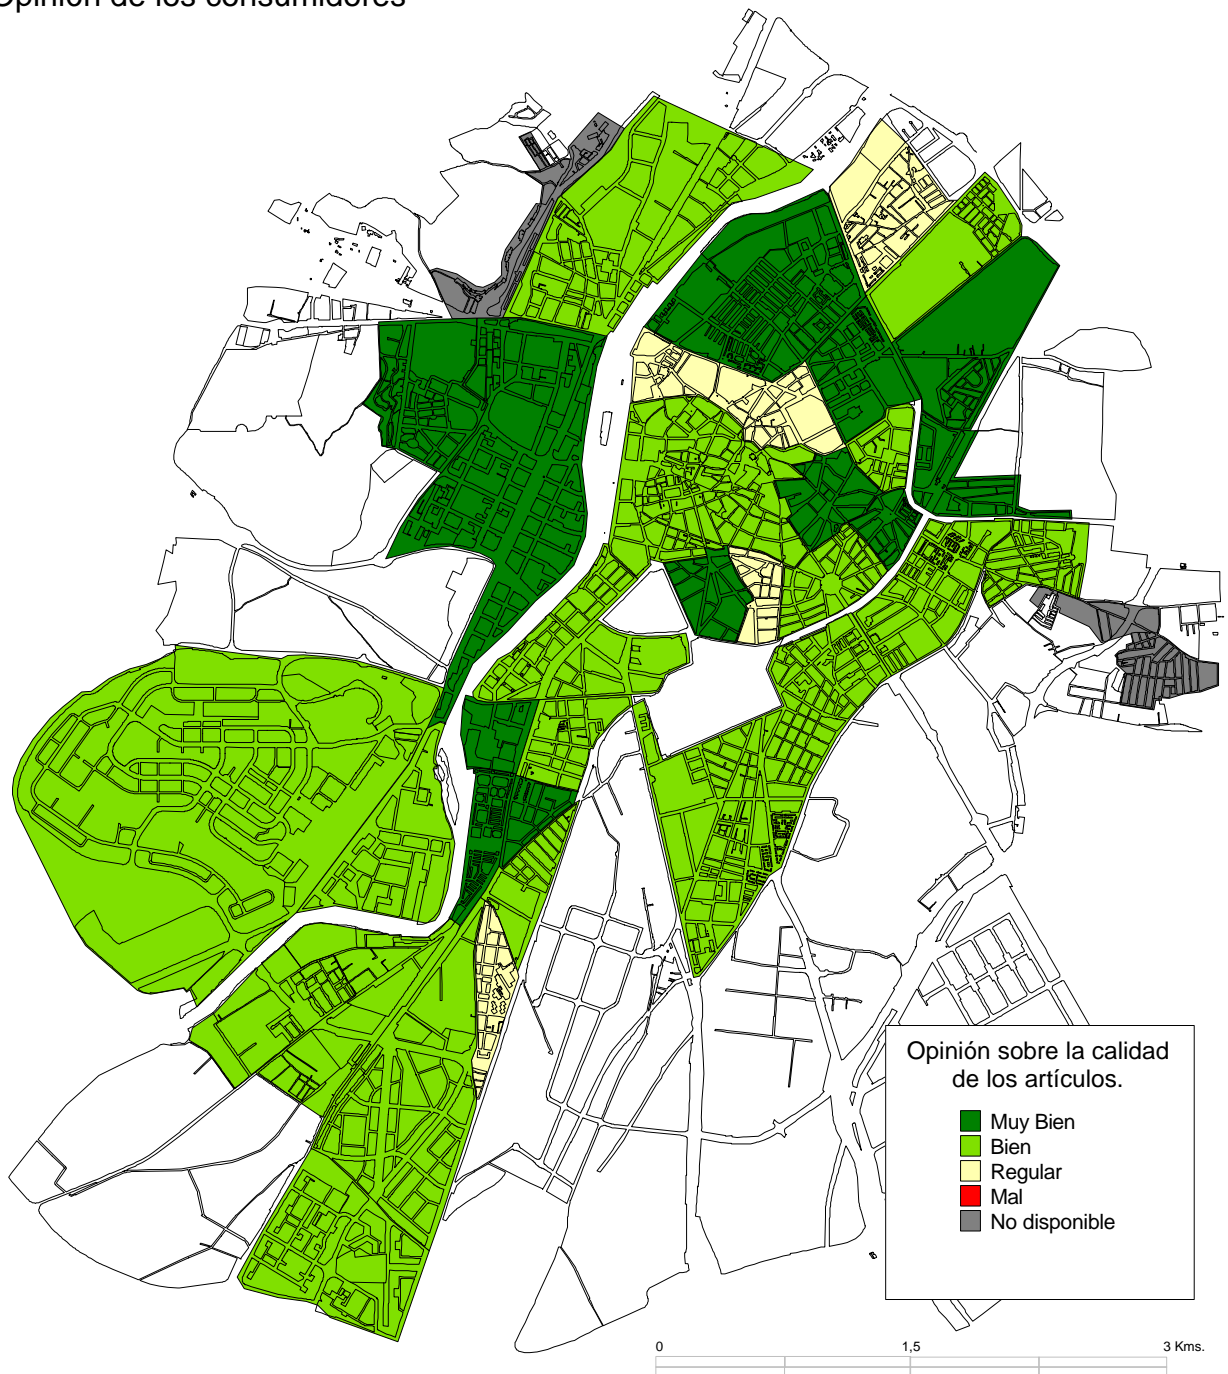 Opinión de los consumidores
Opinión sobre la calidad
de los artículos.
Muy Bien
Bien
Regular
Mal
No disponible
0 1,5 3 Kms.